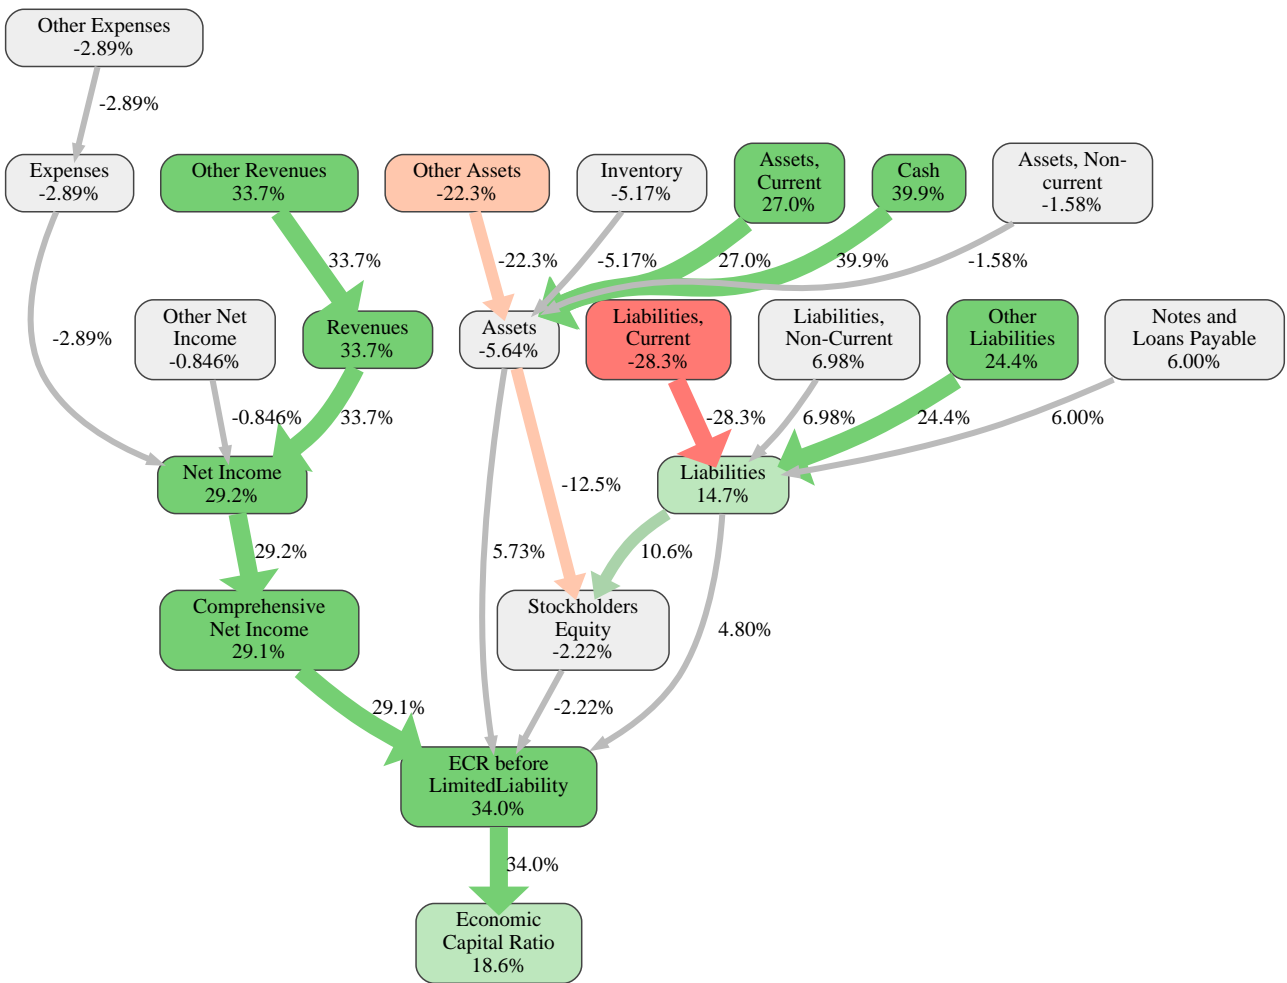 Other Expenses
-2.89%
-2.89%
Expenses
-2.89%
Other Revenues
33.7%
Other Assets
-22.3%
Inventory
-5.17%
Assets,
Current
27.0%
Cash
39.9%
Assets, Non-
current
-1.58%
33.7%
-22.3%
-5.17%
27.0%
39.9%
-1.58%
-2.89%
Other Net
Income
-0.846%
Revenues
33.7%
Assets
-5.64%
Liabilities,
Current
-28.3%
Liabilities,
Non-Current
6.98%
Other
Liabilities
24.4%
Notes and
Loans Payable
6.00%
-0.846%
33.7%
-28.3%
6.98%
24.4%
6.00%
Net Income
29.2%
-12.5%
Liabilities
14.7%
29.2%
5.73%
10.6%
Comprehensive
Net Income
29.1%
Stockholders
Equity
-2.22%
4.80%
29.1%
-2.22%
ECR before
LimitedLiability
34.0%
34.0%
Economic
Capital Ratio
18.6%